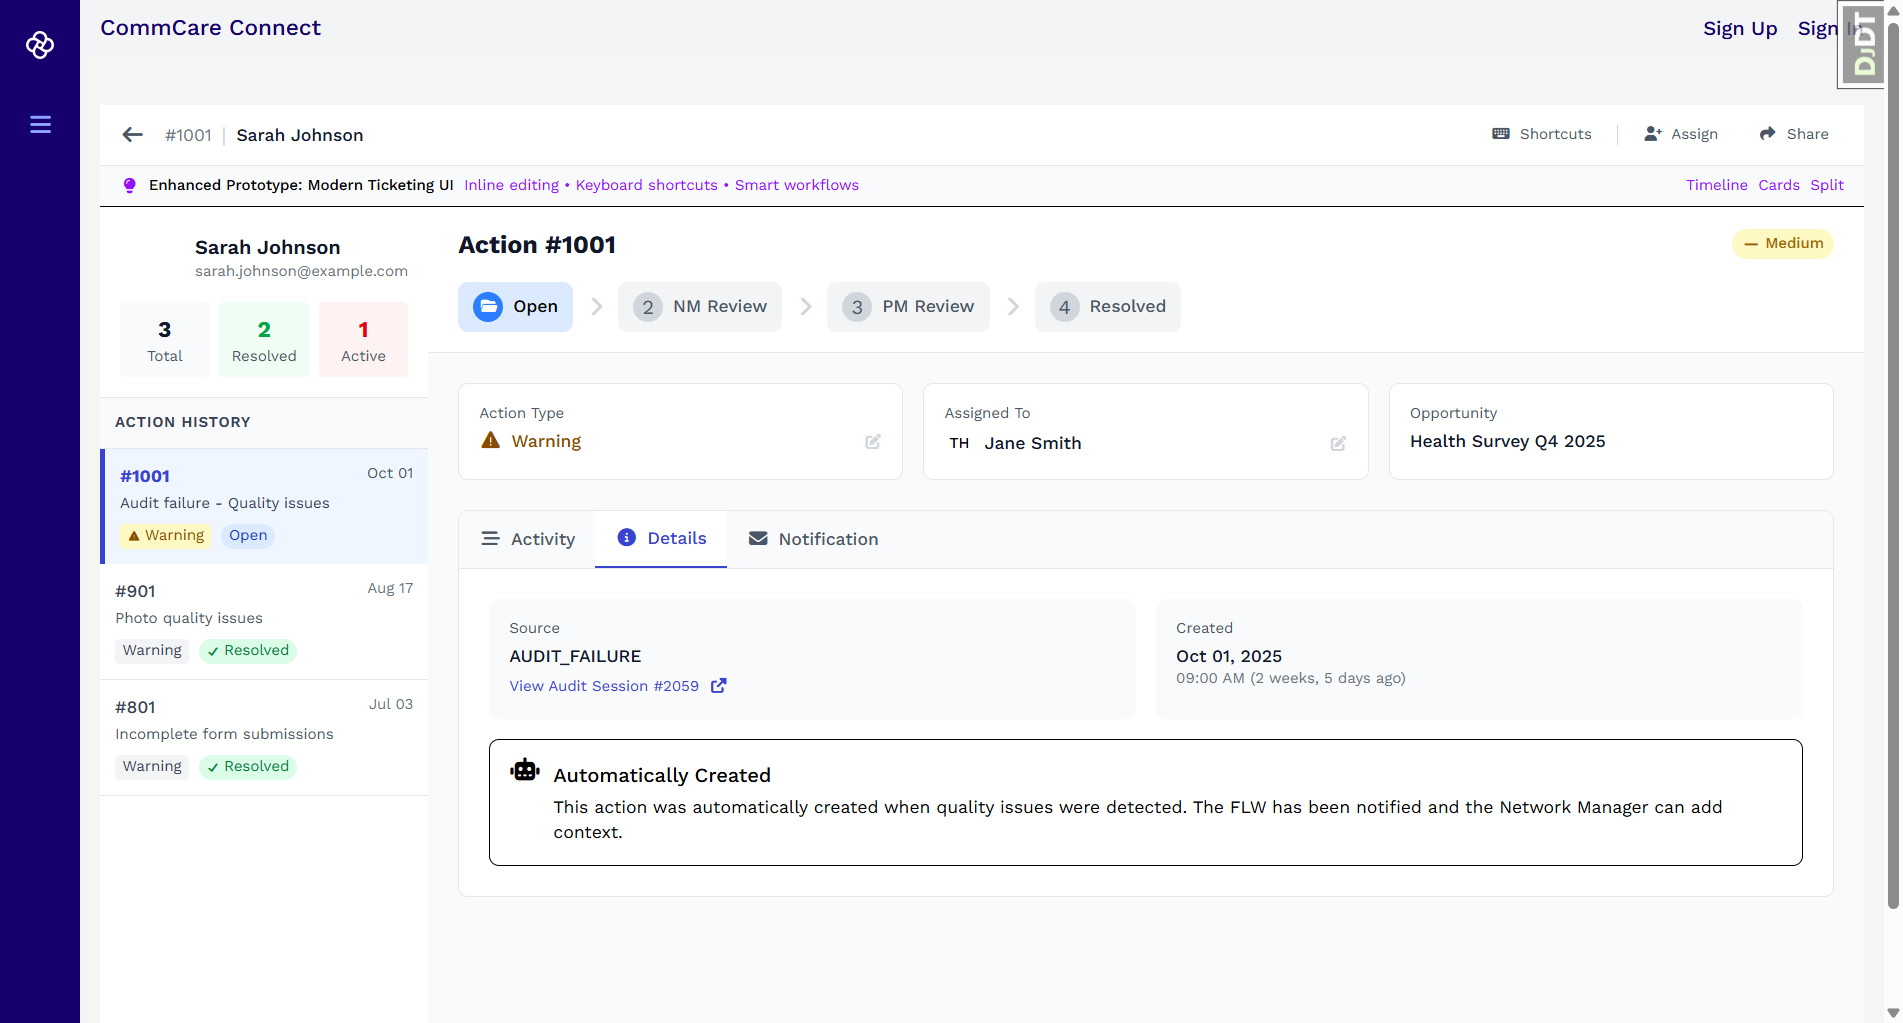 CommCare Connect
Sign Up
Sign In
DjDT
#1001
Sarah Johnson
Shortcuts
Assign
Share
Enhanced Prototype: Modern Ticketing UI
Inline editing • Keyboard shortcuts • Smart workflows
Timeline
Cards
Split
Sarah Johnson
sarah.johnson@example.com
3
Total
2
Resolved
1
Active
ACTION HISTORY
#1001
Oct 01
Audit failure - Quality issues
Warning
Open
#901
Aug 17
Photo quality issues
Warning
Resolved
#801
Jul 03
Incomplete form submissions
Warning
Resolved
Action #1001
Medium
Open
2 NM Review
3 PM Review
4 Resolved
Action Type
Warning
Assigned To
TH Jane Smith
Opportunity
Health Survey Q4 2025
Activity
Details
Notification
Source
AUDIT_FAILURE
View Audit Session #2059
Created
Oct 01, 2025
09:00 AM (2 weeks, 5 days ago)
Automatically Created
This action was automatically created when quality issues were detected. The FLW has been notified and the Network Manager can add
context.